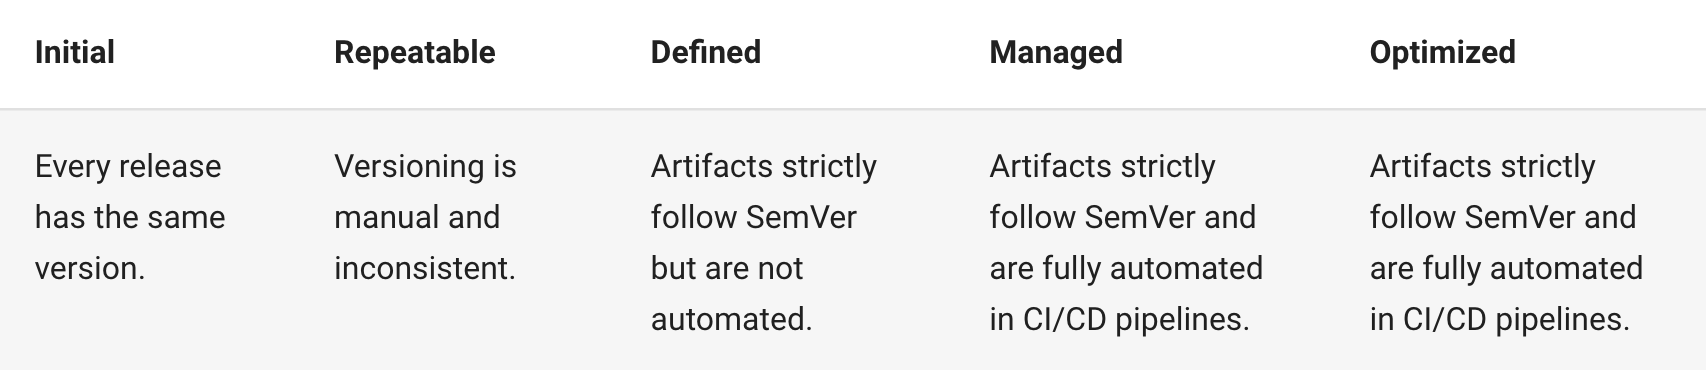 Initial
Repeatable
Defined
Managed
Optimized
Every release
has the same
version.
Versioning is
manual and
inconsistent.
Artifacts strictly
follow SemVer
but are not
automated.
Artifacts strictly
follow SemVer and
are fully automated
in CI/CD pipelines.
Artifacts strictly
follow SemVer and
are fully automated
in CI/CD pipelines.